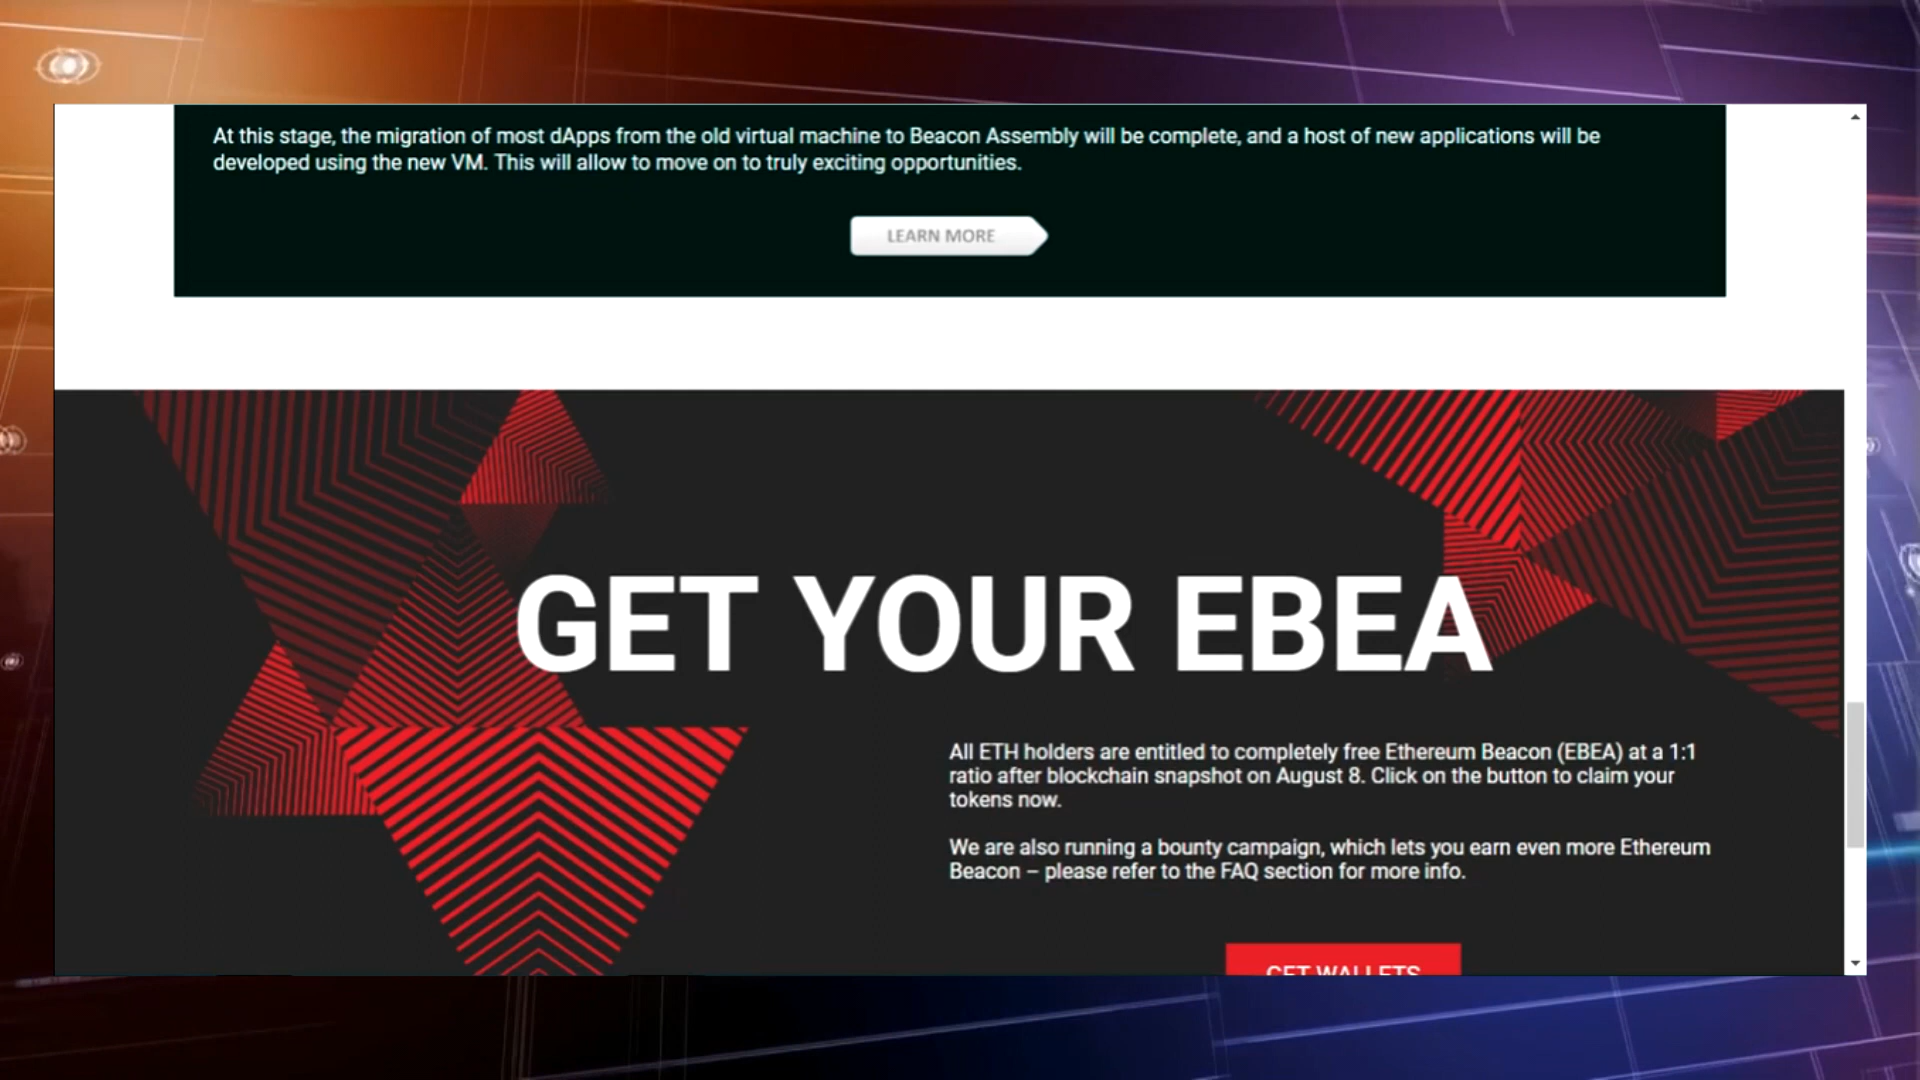 At this stage, the migration of most dApps from the old virtual machine to Beacon Assembly will be complete, and a host of new applications will be
developed using the new VM. This will allow to move on to truly exciting opportunities.
LEARN MORE
GET YOUR EBEA
All ETH holders are entitled to completely free Ethereum Beacon (EBEA) at a 1:1
ratio after blockchain snapshot on August 8. Click on the button to claim your
tokens now.
We are also running a bounty campaign, which lets you earn even more Ethereum
Beacon – please refer to the FAQ section for more info.
GET WALLETS